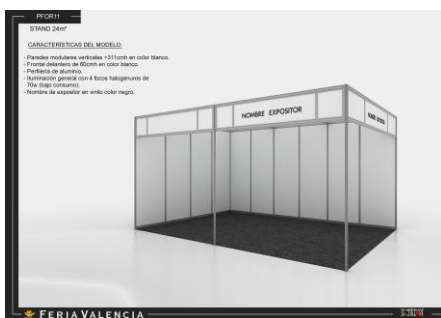 PFOR11
STAND 24m²
CARACTERÍSTICAS DEL MODELO:
- Paredes modulares verticales +311cmh en color blanco.
- Frontal delantero de 60cmh en color blanco.
- Perfilería de aluminio.
- Iluminación general con 4 focos halogenuros de
70w (bajo consumo).
- Nombre de expositor en vinilo color negro.
NOMBRE EXPOSITOR
FERIA VALENCIA